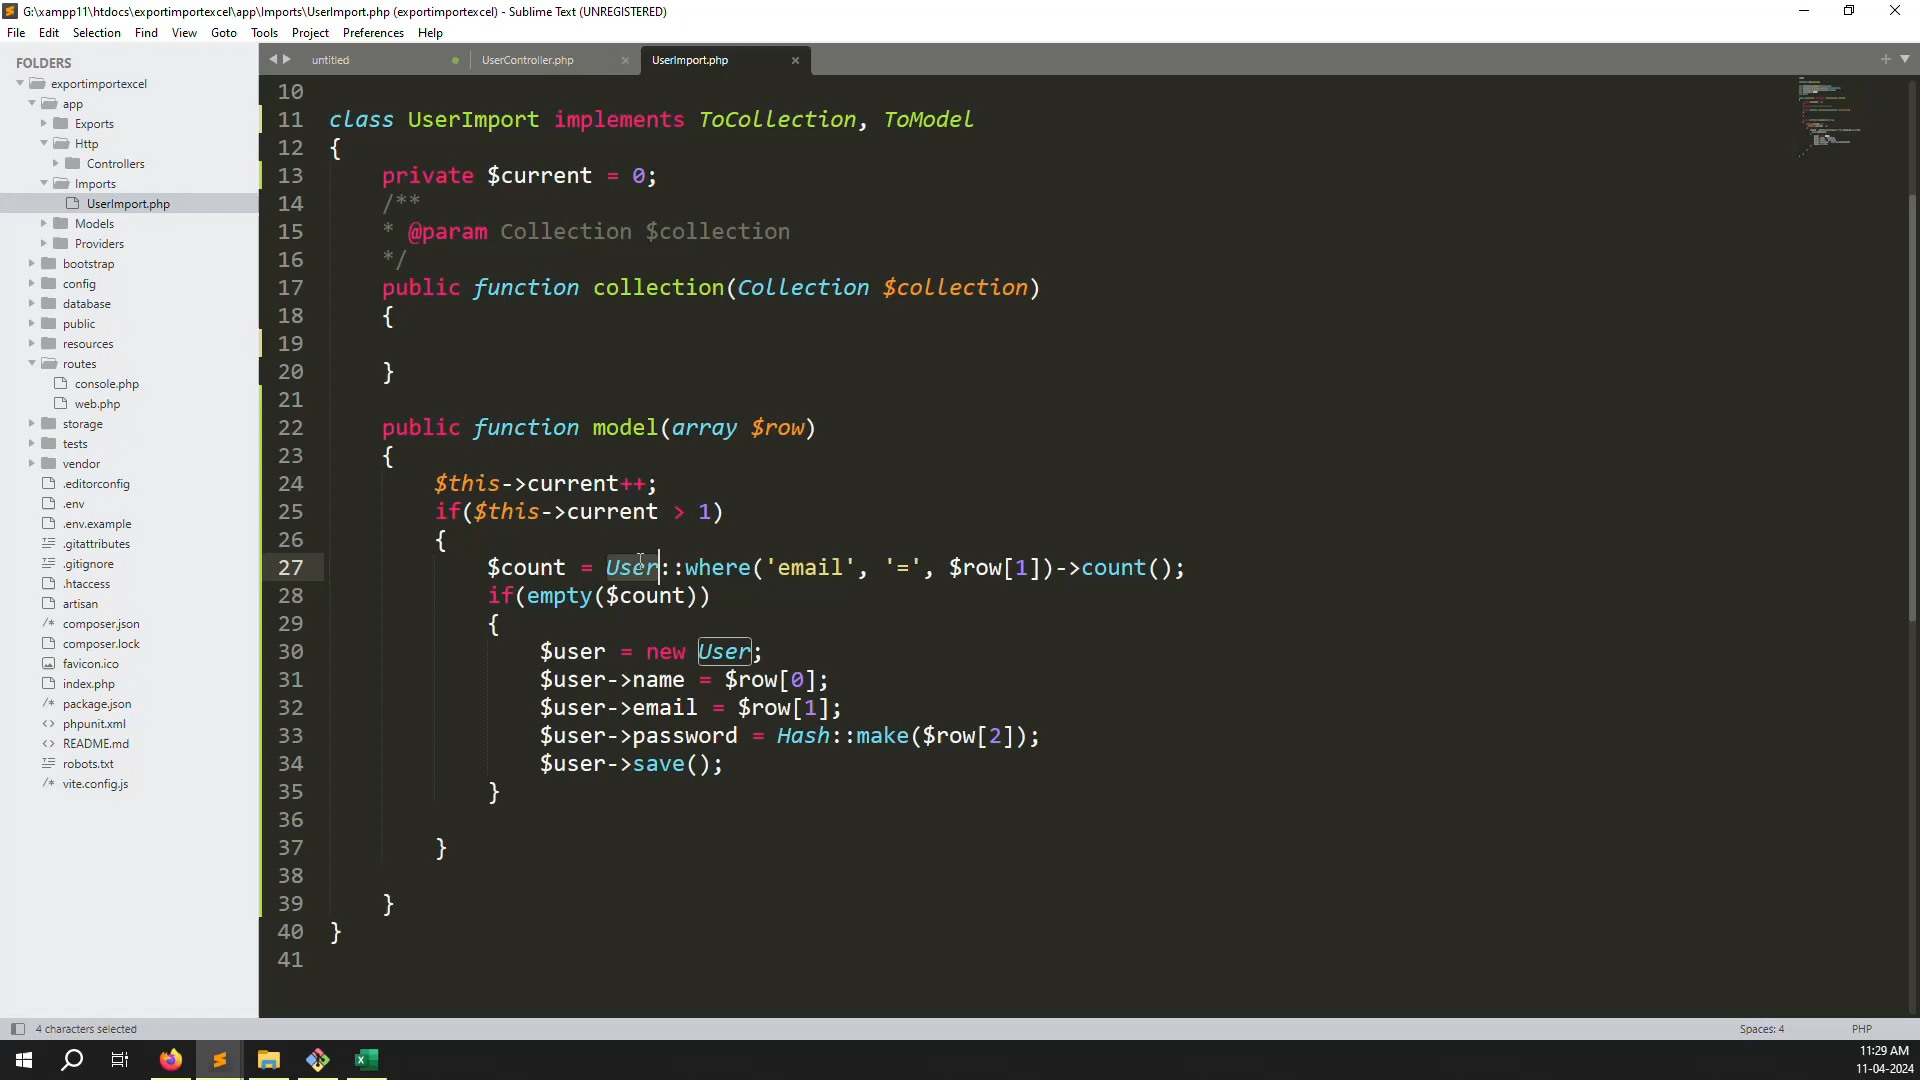 G:\xampp11\htdocs\exportimportexcel\app\Imports\UserImport.php (exportimportexcel) - Sublime Text (UNREGISTERED)
File Edit Selection Find View Goto Tools Project Preferences Help
FOLDERS
exportimportexcel
app
Exports
Http
Controllers
Imports
UserImport.php
Models
Providers
bootstrap
config
database
public
resources
routes
console.php
web.php
storage
tests
vendor
.editorconfig
.env
.env.example
.gitattributes
.gitignore
.htaccess
artisan
composer.json
composer.lock
favicon.ico
index.php
package.json
phpunit.xml
README.md
robots.txt
vite.config.js
untitled UserController.php UserImport.php
10
11 class UserImport implements ToCollection, ToModel
12 {
13 private $current = 0;
14 /**
15 * @param Collection $collection
16 */
17 public function collection(Collection $collection)
18 {
19
20 }
21
22 public function model(array $row)
23 {
24 $this->current++;
25 if($this->current > 1)
26 {
27 $count = User::where('email', '=', $row[1])->count();
28 if(empty($count))
29 {
30 $user = new User;
31 $user->name = $row[0];
32 $user->email = $row[1];
33 $user->password = Hash::make($row[2]);
34 $user->save();
35 }
36
37 }
38
39 }
40 }
41
4 characters selected Spaces: 4 PHP
11:29 AM
11-04-2024